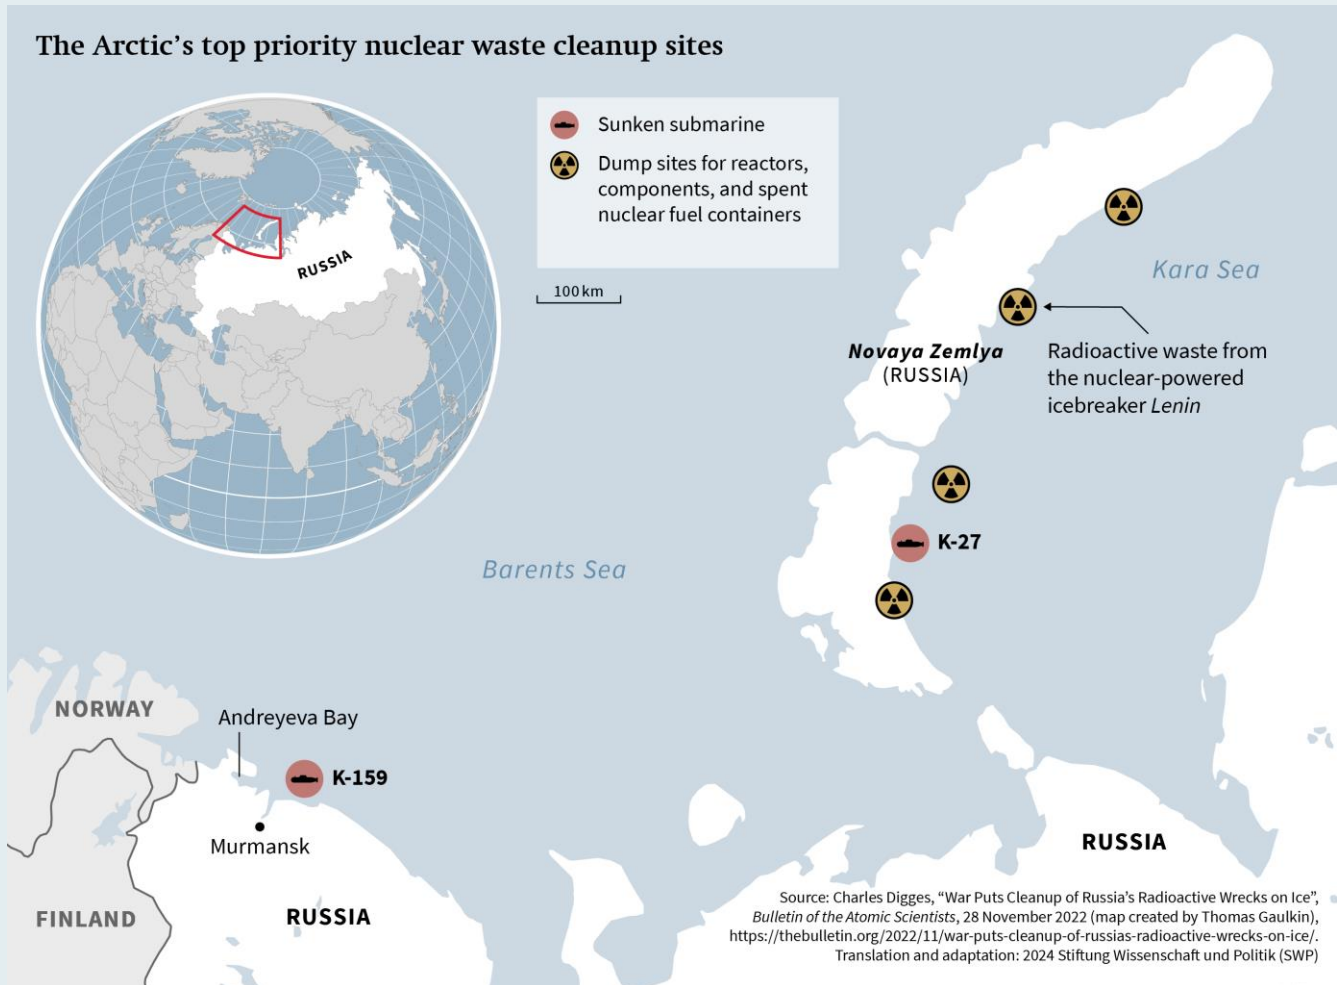 The Arctic's top priority nuclear waste cleanup sites
RUSSIA
Sunken submarine
Dump sites for reactors,
components, and spent
nuclear fuel containers
100 km
Kara Sea
Novaya Zemlya
(RUSSIA)
Radioactive waste from
the nuclear-powered
icebreaker Lenin
K-27
Barents Sea
NORWAY
Andreyeva Bay
K-159
Murmansk
RUSSIA
FINLAND
RUSSIA
Source: Charles Digges, “War Puts Cleanup of Russia’s Radioactive Wrecks on Ice”,
Bulletin of the Atomic Scientists, 28 November 2022 (map created by Thomas Gaulkin),
https://thebulletin.org/2022/11/war-puts-cleanup-of-russias-radioactive-wrecks-on-ice/.
Translation and adaptation: 2024 Stiftung Wissenschaft und Politik (SWP)